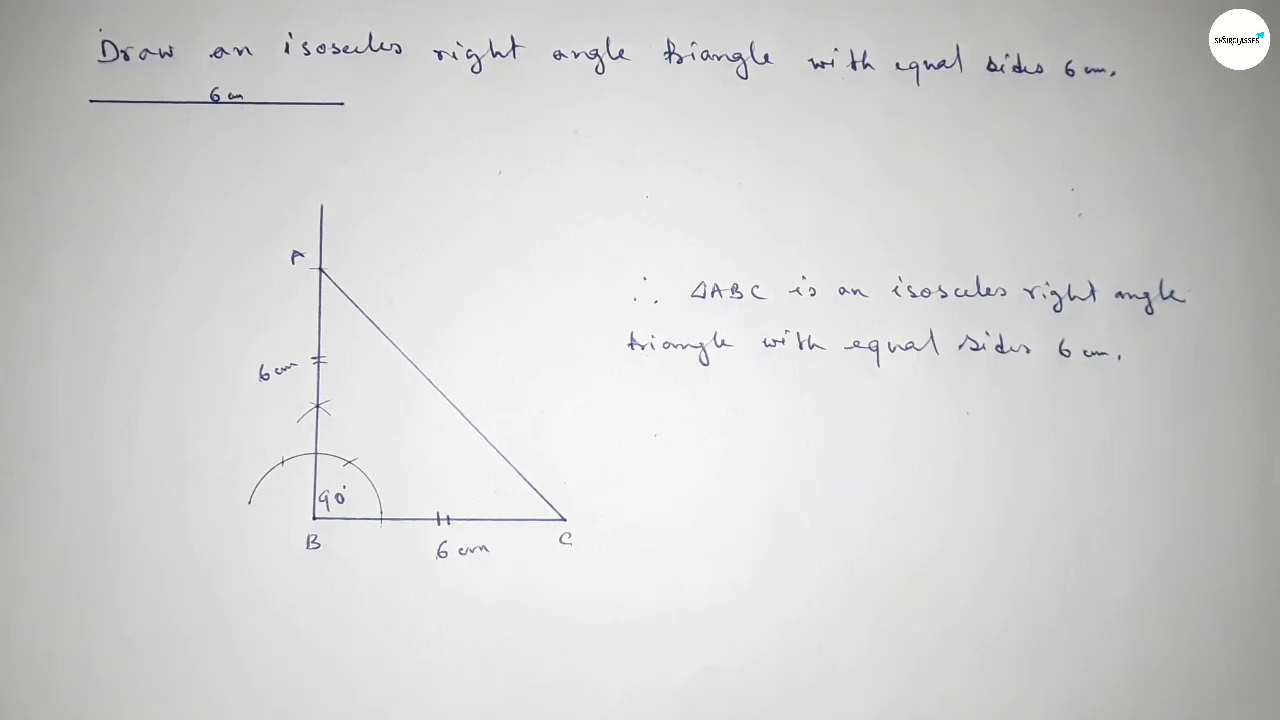 Draw an isosceles right angle triangle with equal sides 6 cm.
6 cm
A
∴ △ABC is an isosceles right angle
triangle with equal sides 6 cm.
6 cm
90°
B
6 cm
C